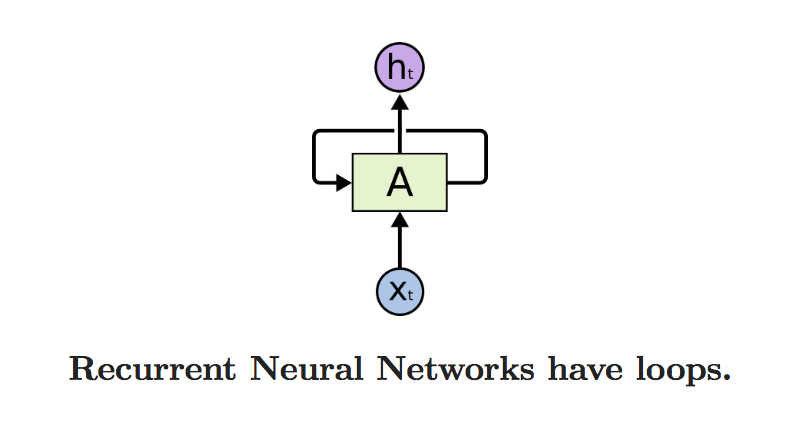 ht
A
xt
Recurrent Neural Networks have loops.